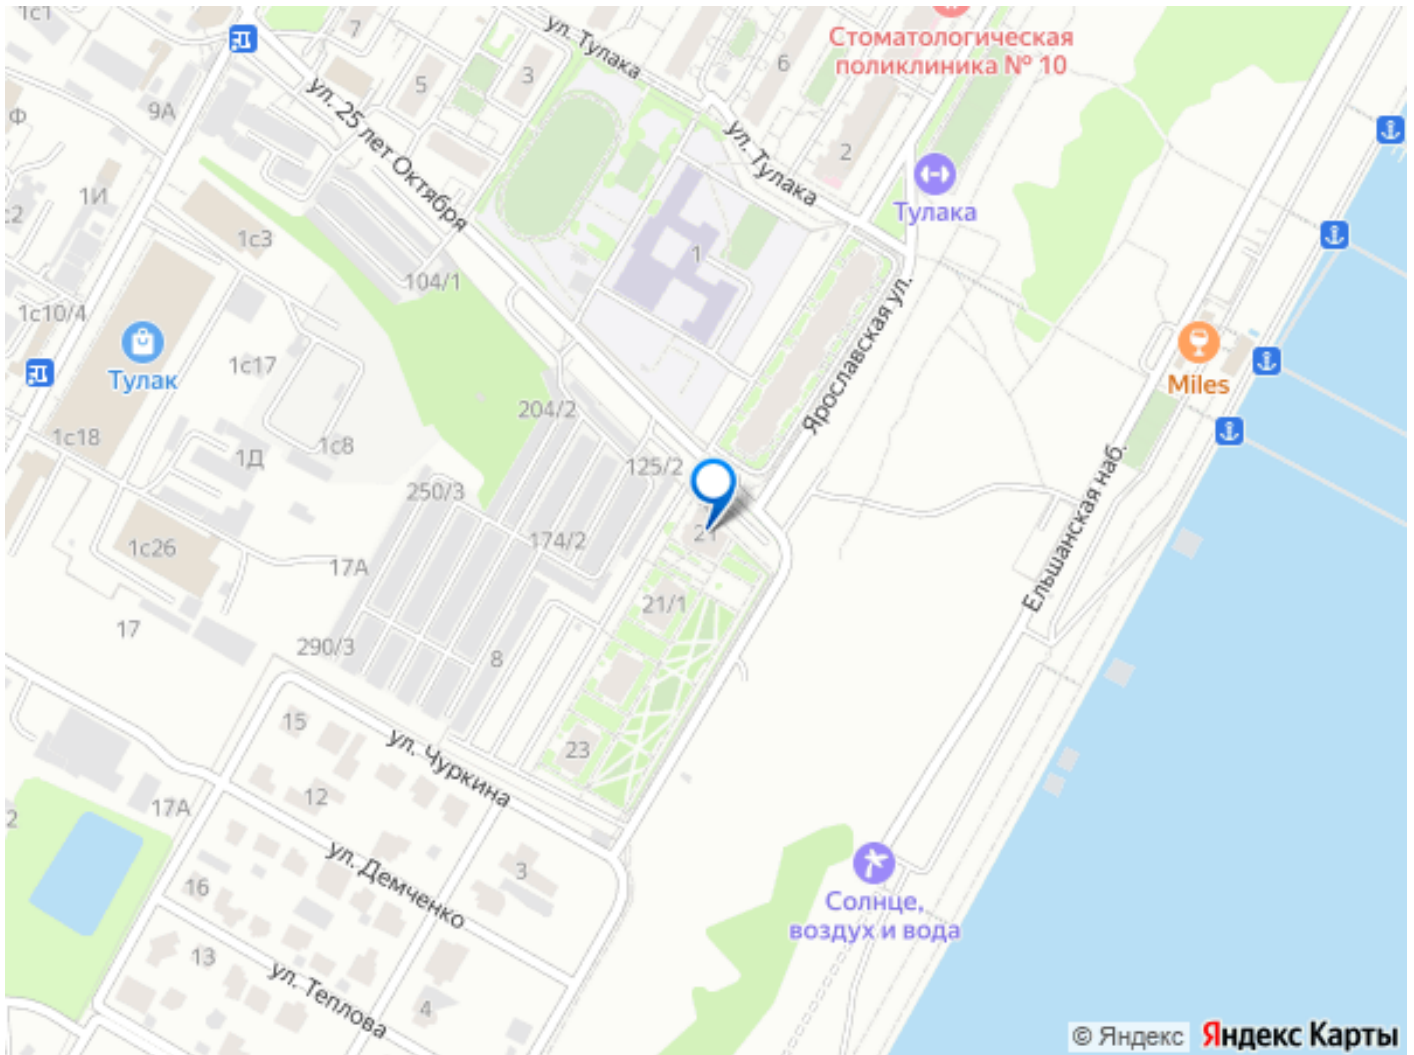 1с1
7
ул. Тулака
Стоматологическая
поликлиника № 10
6
5
3
ул. 25 лет Октября
9А
Ф
ул. Тулака
2
Тулака
1И
с2
1с3
1
104/1
1с10/4
Ярославская ул.
Тулак
1с17
Miles
204/2
1с18
1с8
1Д
125/2
250/3
Ельшанская наб.
21
174/2
1с26
17А
21/1
17
290/3
8
15
23
ул. Чуркина
12
17А
2
ул. Демченко
3
16
Солнце,
воздух и вода
13
ул. Теплова
4
© Яндекс Яндекс Карты